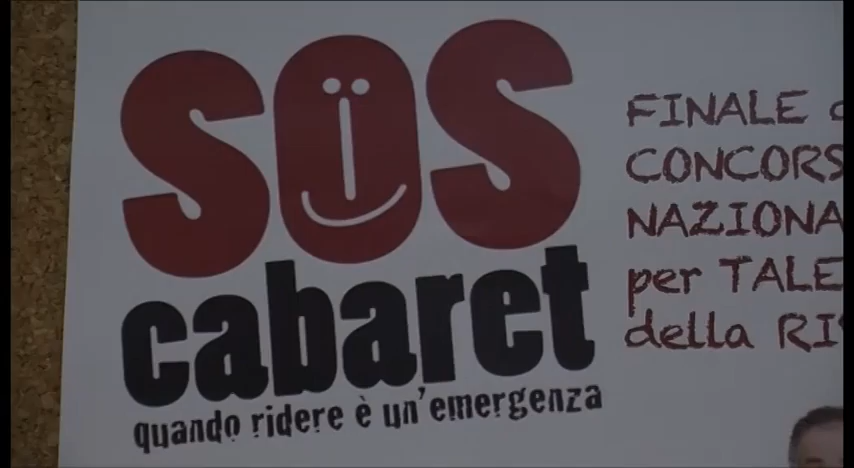 SOS
cabaret
quando ridere è un'emergenza
FINALE
CONCORS
NAZIONA
per TALE
della RI